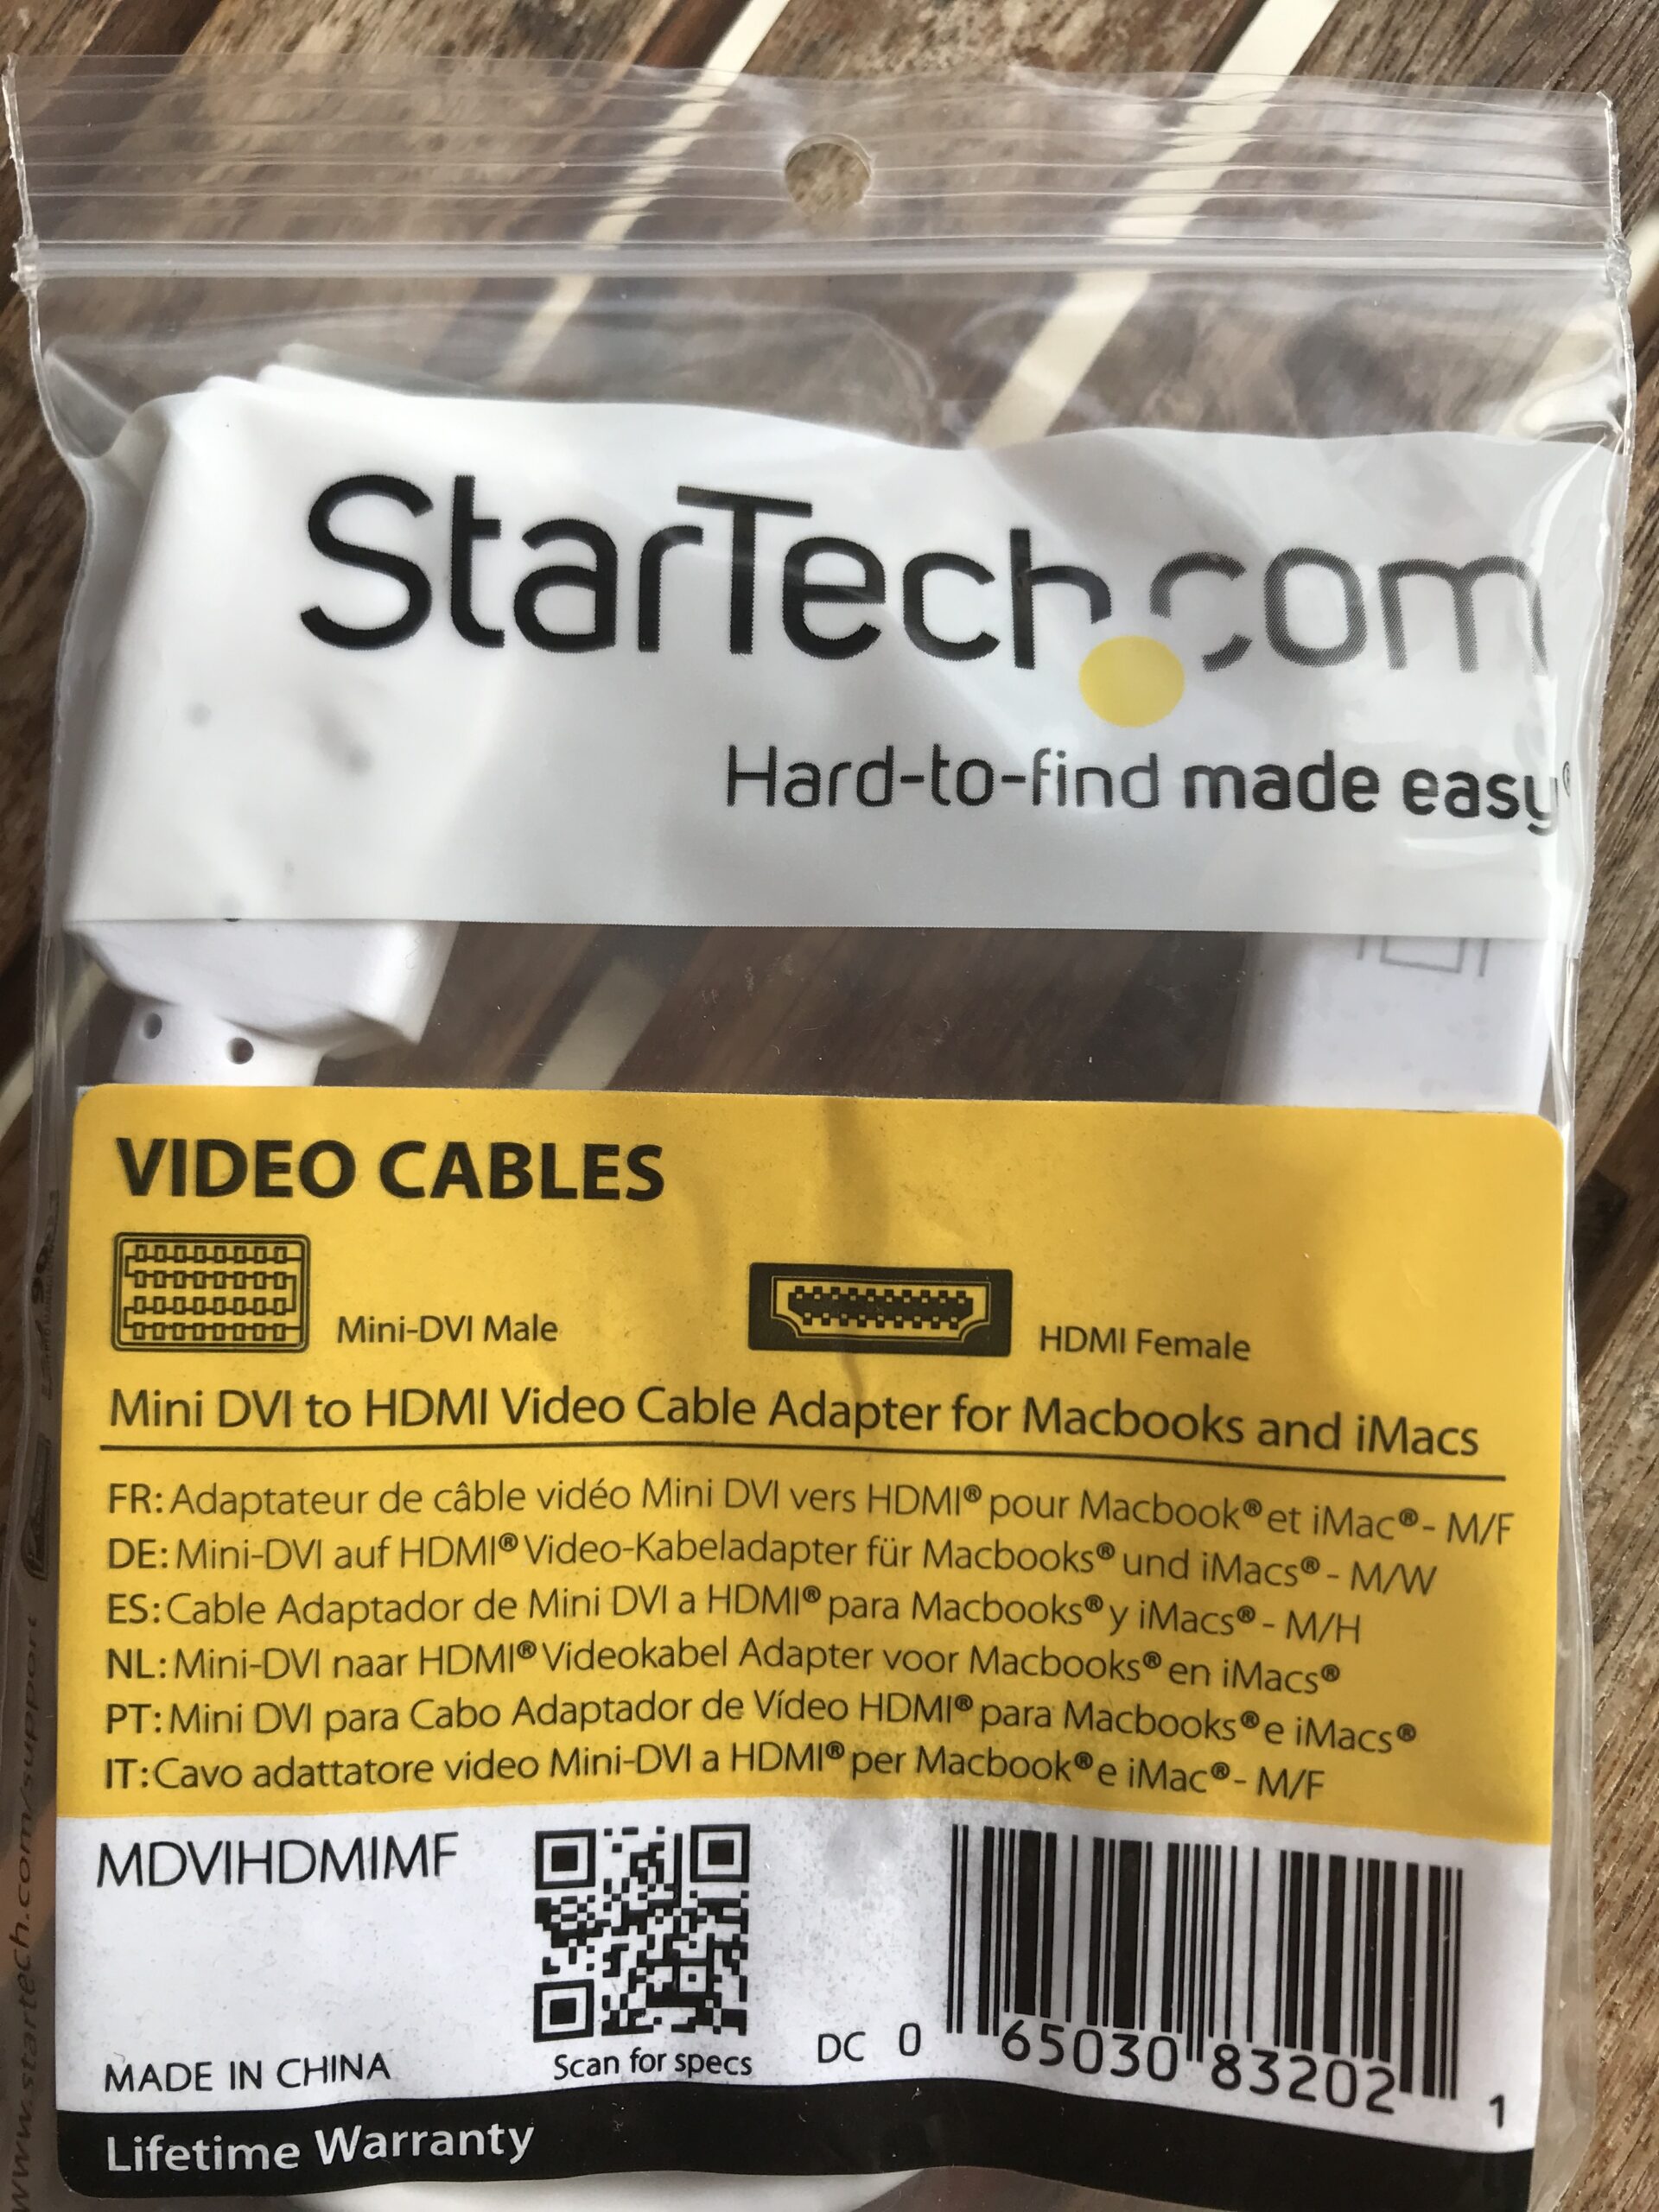 StarTech.com
Hard-to-find made easy®
VIDEO CABLES
Mini-DVI Male
HDMI Female
Mini DVI to HDMI Video Cable Adapter for Macbooks and iMacs
FR: Adaptateur de câble vidéo Mini DVI vers HDMI® pour Macbook® et iMac® - M/F
DE: Mini-DVI auf HDMI® Video-Kabeladapter für Macbooks® und iMacs® - M/W
ES: Cable Adaptador de Mini DVI a HDMI® para Macbooks® y iMacs® - M/H
NL: Mini-DVI naar HDMI® Videokabel Adapter voor Macbooks® en iMacs®
PT: Mini DVI para Cabo Adaptador de Vídeo HDMI® para Macbooks® e iMacs®
IT: Cavo adattatore video Mini-DVI a HDMI® per Macbook® e iMac® - M/F
MDVIHDMIMF
MADE IN CHINA
Scan for specs
DC 0 65030 83202 1
Lifetime Warranty
www.startech.com/support